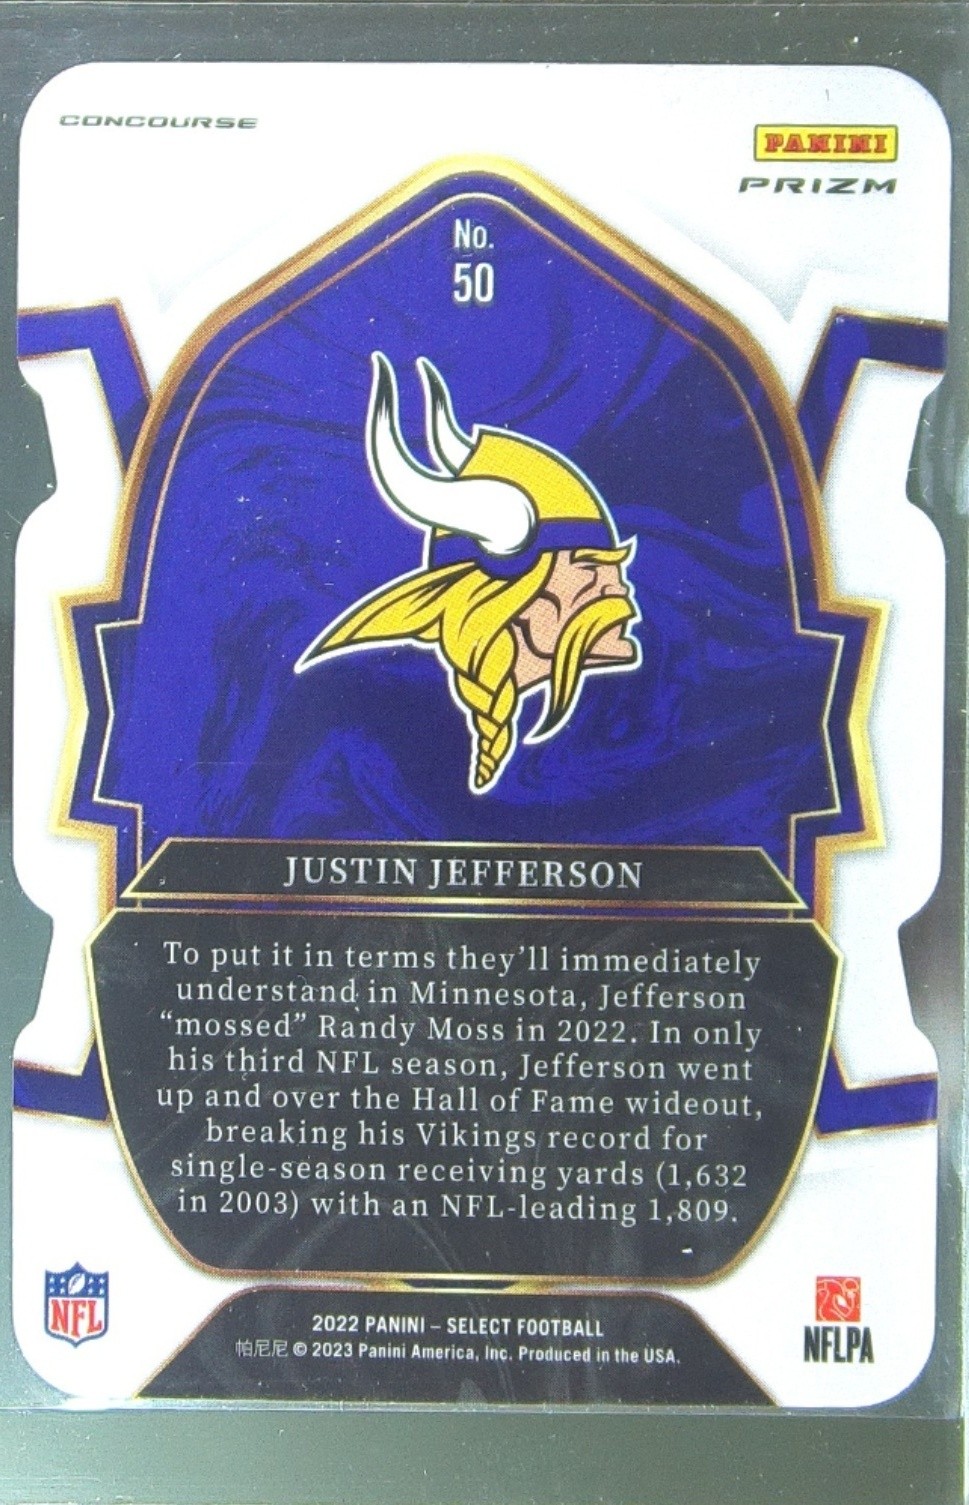 CONCOURSE
PANINI
PRIZM
No.
50
JUSTIN JEFFERSON
To put it in terms they’ll immediately
understand in Minnesota, Jefferson
“mossed” Randy Moss in 2022. In only
his third NFL season, Jefferson went
up and over the Hall of Fame wideout,
breaking his Vikings record for
single-season receiving yards (1,632
in 2003) with an NFL-leading 1,809.
NFL
NFLPA
2022 PANINI – SELECT FOOTBALL
帕尼尼 © 2023 Panini America, Inc. Produced in the USA.